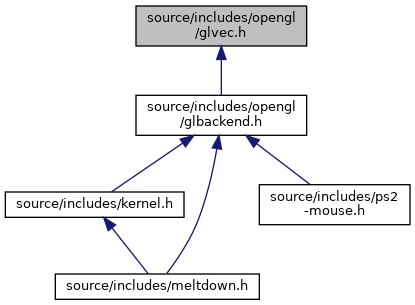 source/includes/opengl
/glvec.h
source/includes/opengl
/glbackend.h
source/includes/kernel.h
source/includes/ps2
-mouse.h
source/includes/meltdown.h